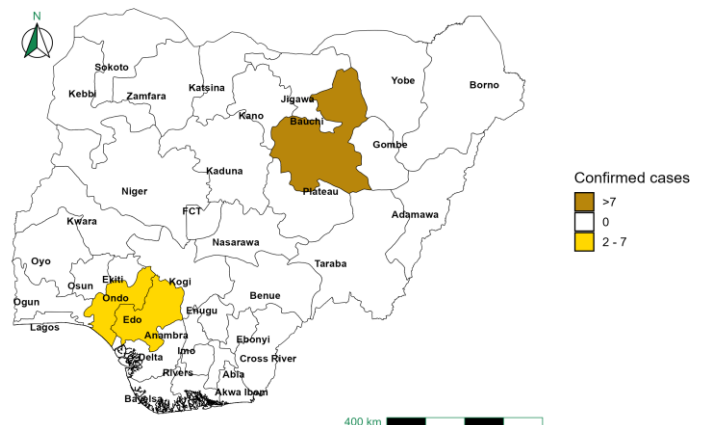 N
Sokoto
Kebbi
Zamfara
Katsina
Jigawa
Yobe
Borno
Kano
Bauchi
Gombe
Kaduna
Niger
Plateau
FCT
Adamawa
Kwara
Nasarawa
Oyo
Taraba
Osun
Ekiti
Kogi
Ogun
Ondo
Benue
Lagos
Edo
Enugu
Anambra
Ebonyi
Delta
Imo
Cross River
Rivers
Abia
Bayelsa
Akwa Ibom
Confirmed cases
>7
0
2 - 7
400 km